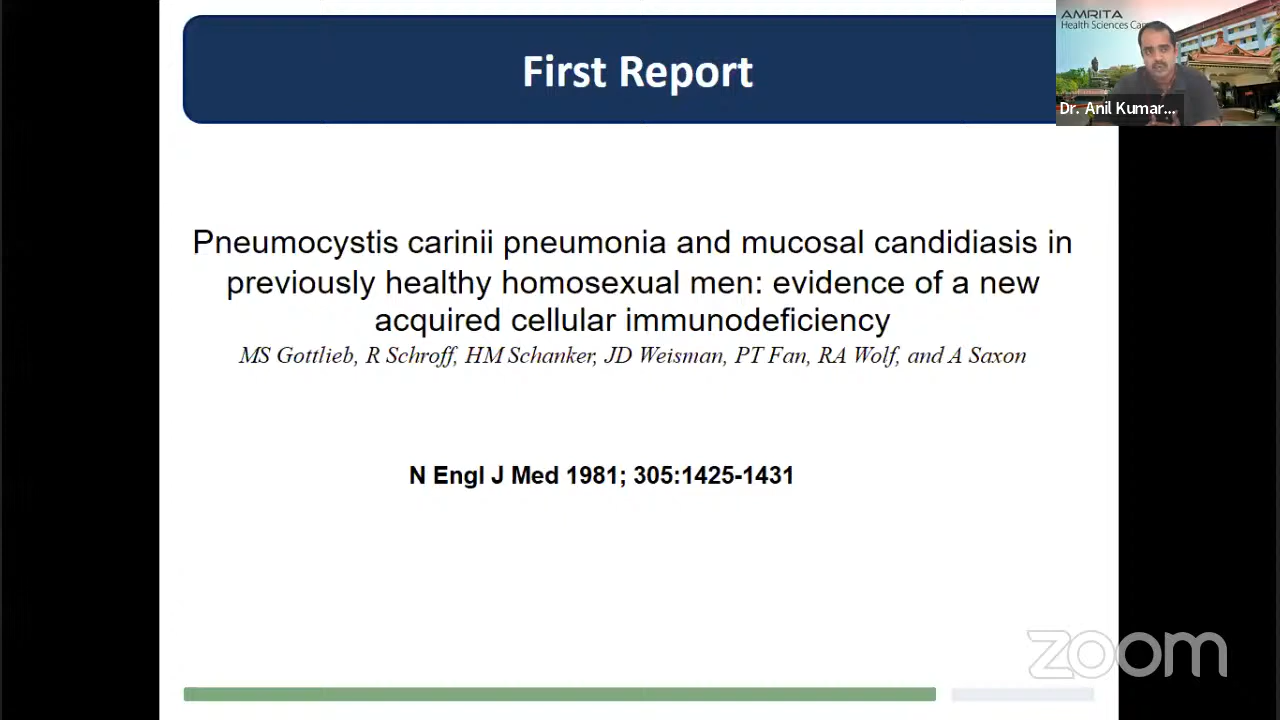 First Report
AMRITA
Health Sciences Cam
Dr. Anil Kumar...
Pneumocystis carinii pneumonia and mucosal candidiasis in
previously healthy homosexual men: evidence of a new
acquired cellular immunodeficiency
MS Gottlieb, R Schroff, HM Schanker, JD Weisman, PT Fan, RA Wolf, and A Saxon
N Engl J Med 1981; 305:1425-1431
zoom